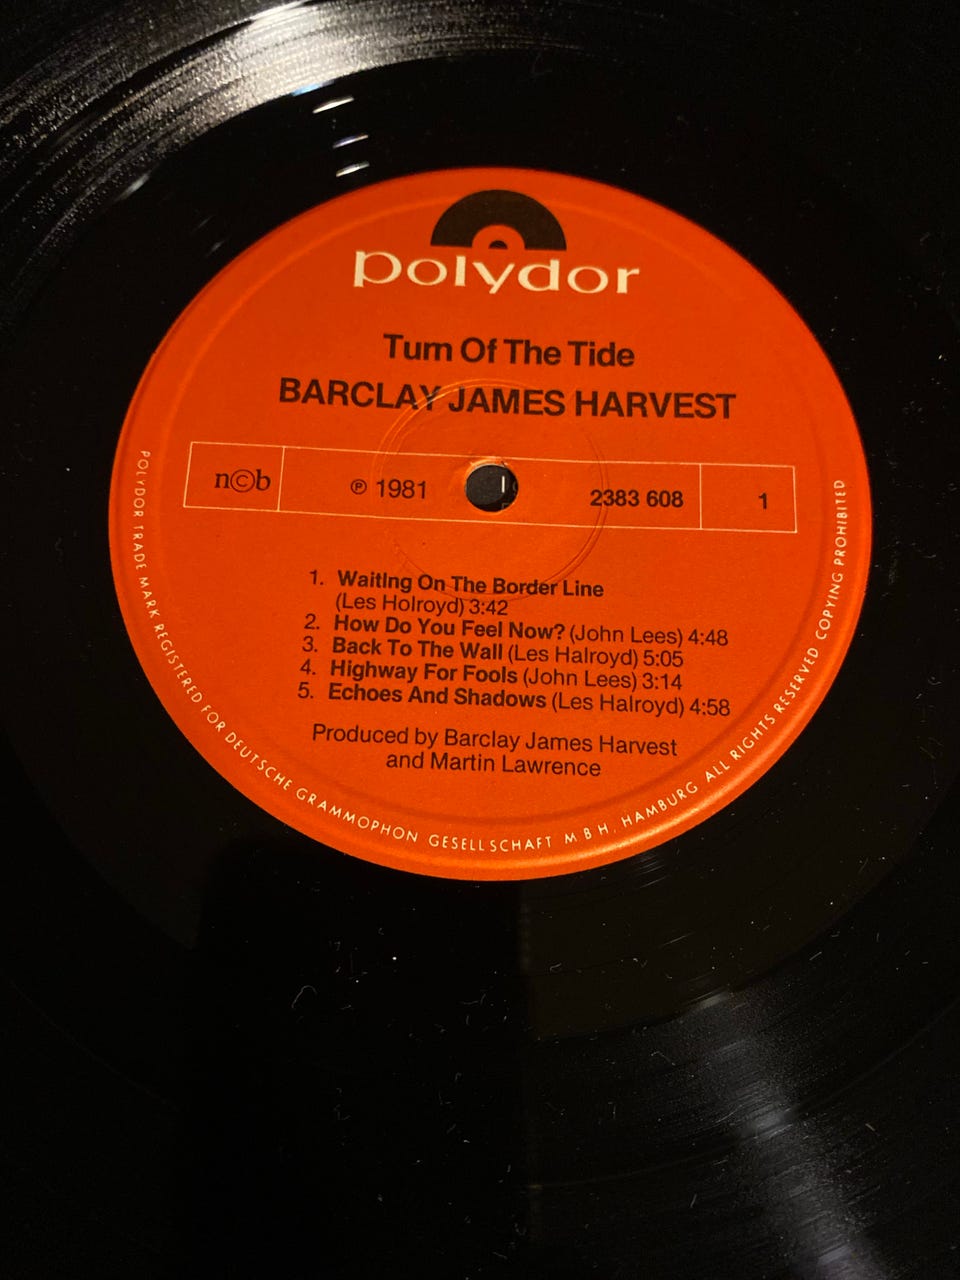 polydor
Turn Of The Tide
BARCLAY JAMES HARVEST
n©b ℗ 1981 2383 608 1
1. Waiting On The Border Line
(Les Holroyd) 3:42
2. How Do You Feel Now? (John Lees) 4:48
3. Back To The Wall (Les Halroyd) 5:05
4. Highway For Fools (John Lees) 3:14
5. Echoes And Shadows (Les Halroyd) 4:58
Produced by Barclay James Harvest
and Martin Lawrence
POLYDOR TRADE MARK REGISTERED FOR DEUTSCHE GRAMMOPHON GESELLSCHAFT M B H, HAMBURG ALL RIGHTS RESERVED COPYING PROHIBITED